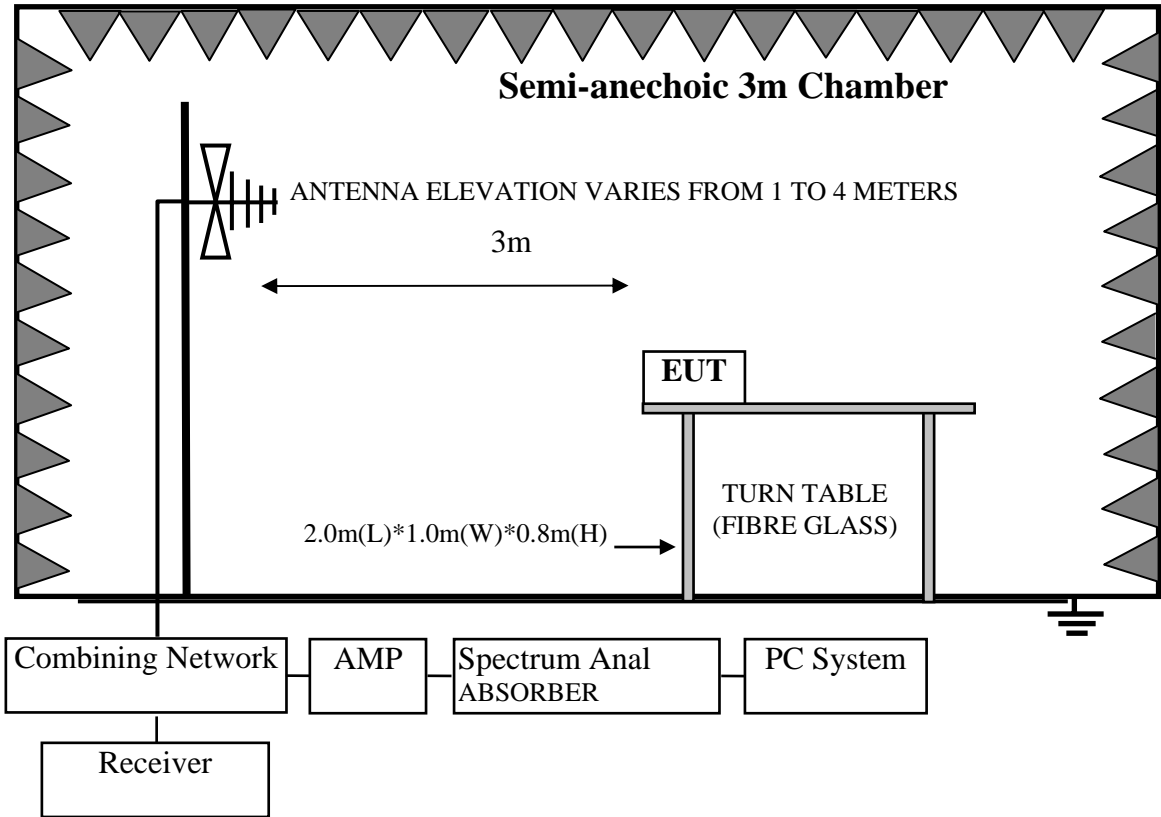 Semi-anechoic 3m Chamber
ANTENNA ELEVATION VARIES FROM 1 TO 4 METERS
3m
EUT
TURN TABLE
(FIBRE GLASS)
2.0m(L)*1.0m(W)*0.8m(H)
Combining Network
AMP
Spectrum Anal
ABSORBER
PC System
Receiver